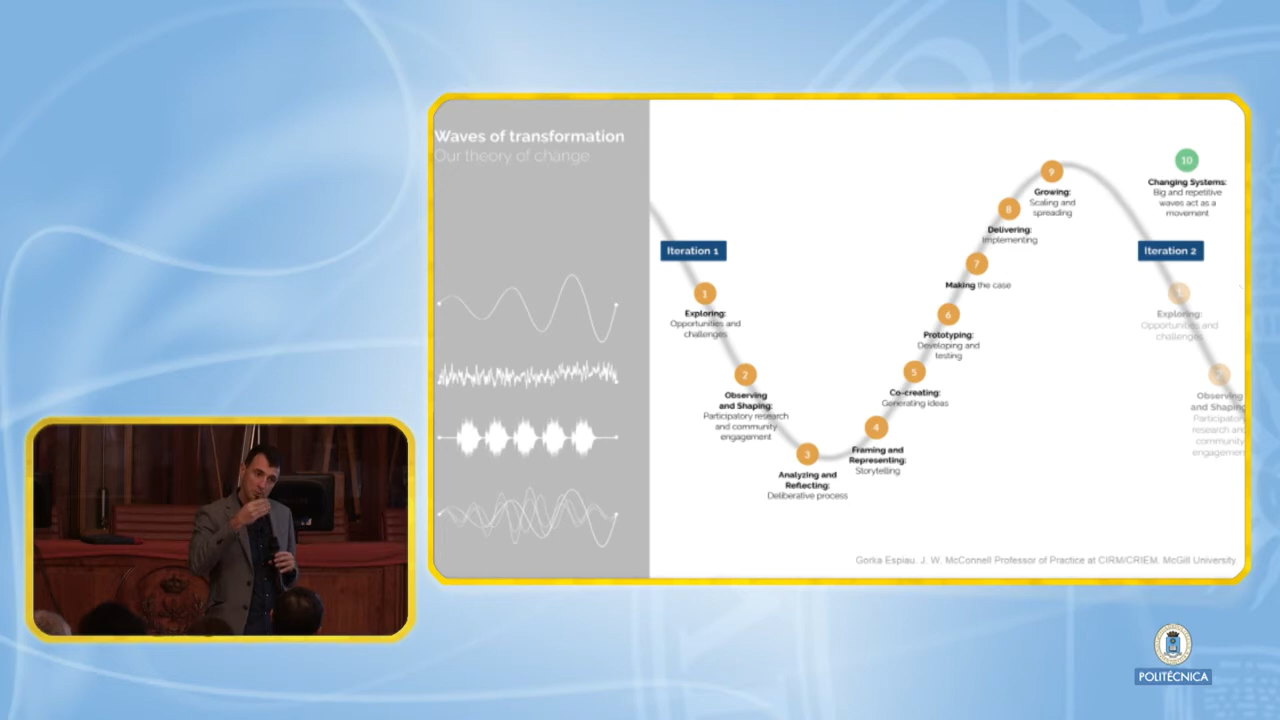 Waves of transformation
Our theory of change
Iteration 1
1
Exploring:
Opportunities and
challenges
2
Observing
and Shaping:
Participatory research
and community
engagement
3
Analyzing and
Reflecting:
Deliberative process
4
Framing and
Representing:
Storytelling
5
Co-creating:
Generating ideas
6
Prototyping:
Developing and
testing
7
Making the case
8
Delivering:
Implementing
9
Growing:
Scaling and
spreading
10
Changing Systems:
Big and repetitive
waves act as a
movement
Iteration 2
Exploring:
Opportunities and
challenges
Observing
and Shaping:
Participatory
research and
community
engagement
Gorka Espiau. J. W. McConnell Professor of Practice at CIRM/CRIEM. McGill University
POLITÉCNICA